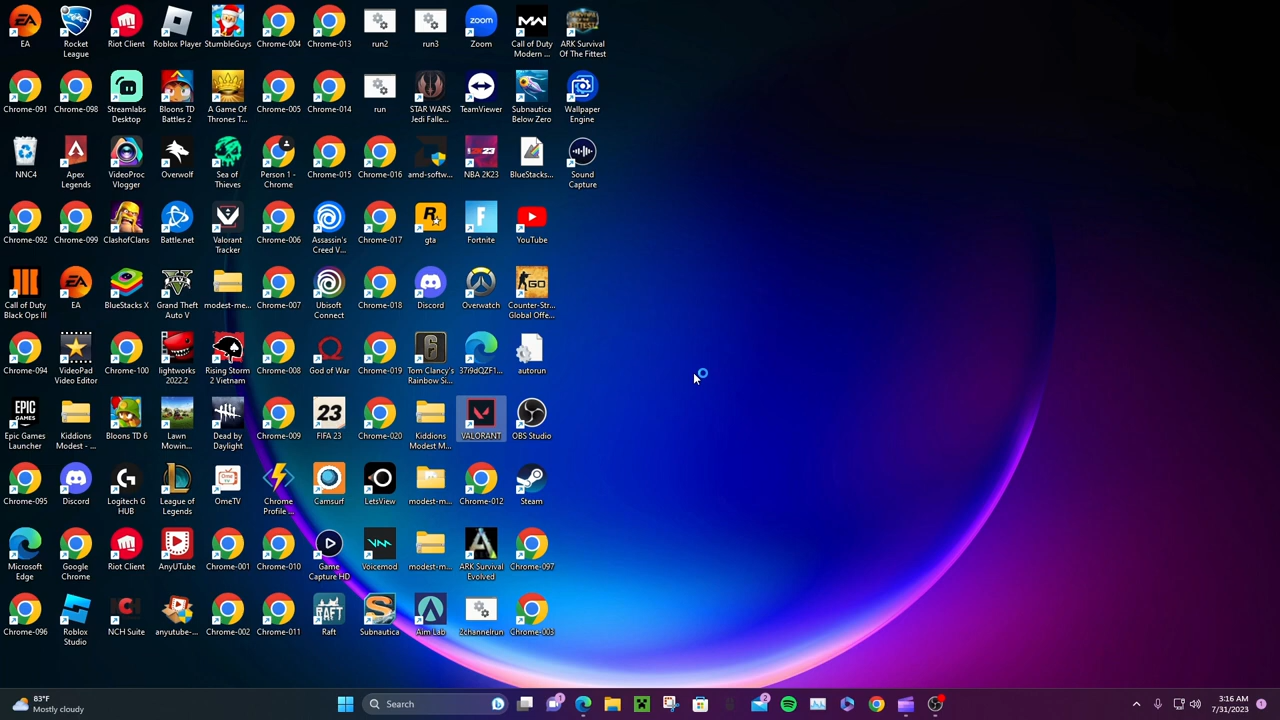 EA
Rocket
League
Riot Client
Roblox Player
StumbleGuys
Chrome-004
Chrome-013
run2
run3
zoom
Zoom
Call of Duty
Modern ...
ARK Survival
Of The Fittest
Chrome-091
Chrome-098
Streamlabs
Desktop
Bloons TD
Battles 2
A Game Of
Thrones T...
Chrome-005
Chrome-014
run
STAR WARS
Jedi Falle...
TeamViewer
Subnautica
Below Zero
Wallpaper
Engine
NNC4
Apex
Legends
VideoProc
Vlogger
Overwolf
Sea of
Thieves
Person 1 -
Chrome
Chrome-015
Chrome-016
amd-softw...
NBA 2K23
BlueStacks...
Sound
Capture
Chrome-092
Chrome-099
ClashofClans
Battle.net
Valorant
Tracker
Chrome-006
Assassin's
Creed V...
Chrome-017
gta
Fortnite
YouTube
Call of Duty
Black Ops III
EA
BlueStacks X
Grand Theft
Auto V
modest-me...
Chrome-007
Ubisoft
Connect
Chrome-018
Discord
Overwatch
GO
Counter-Str...
Global Offe...
Chrome-094
VideoPad
Video Editor
Chrome-100
lightworks
2022.2
Rising Storm
2 Vietnam
Chrome-008
God of War
Chrome-019
Tom Clancy's
Rainbow Si...
37i9dQZF1...
autorun
EPIC
GAMES
Epic Games
Launcher
Kiddions
Modest - ...
Bloons TD 6
Lawn
Mowin...
Dead by
Daylight
Chrome-009
23
FIFA 23
Chrome-020
Kiddions
Modest M...
VALORANT
OBS Studio
Chrome-095
Discord
Logitech G
HUB
League of
Legends
OmeTV
OmeTV
Chrome
Profile ...
Camsurf
LetsView
modest-m...
Chrome-012
Steam
Microsoft
Edge
Google
Chrome
Riot Client
AnyUTube
Chrome-001
Chrome-010
Game
Capture HD
Voicemod
modest-m...
ARK Survival
Evolved
Chrome-097
Chrome-096
Roblox
Studio
NCH
NCH Suite
anyutube-...
Chrome-002
Chrome-011
RAFT
Raft
Subnautica
Aim Lab
2channelrun
Chrome-003
83°F
Mostly cloudy
Search
1
2
3:16 AM
7/31/2023
1